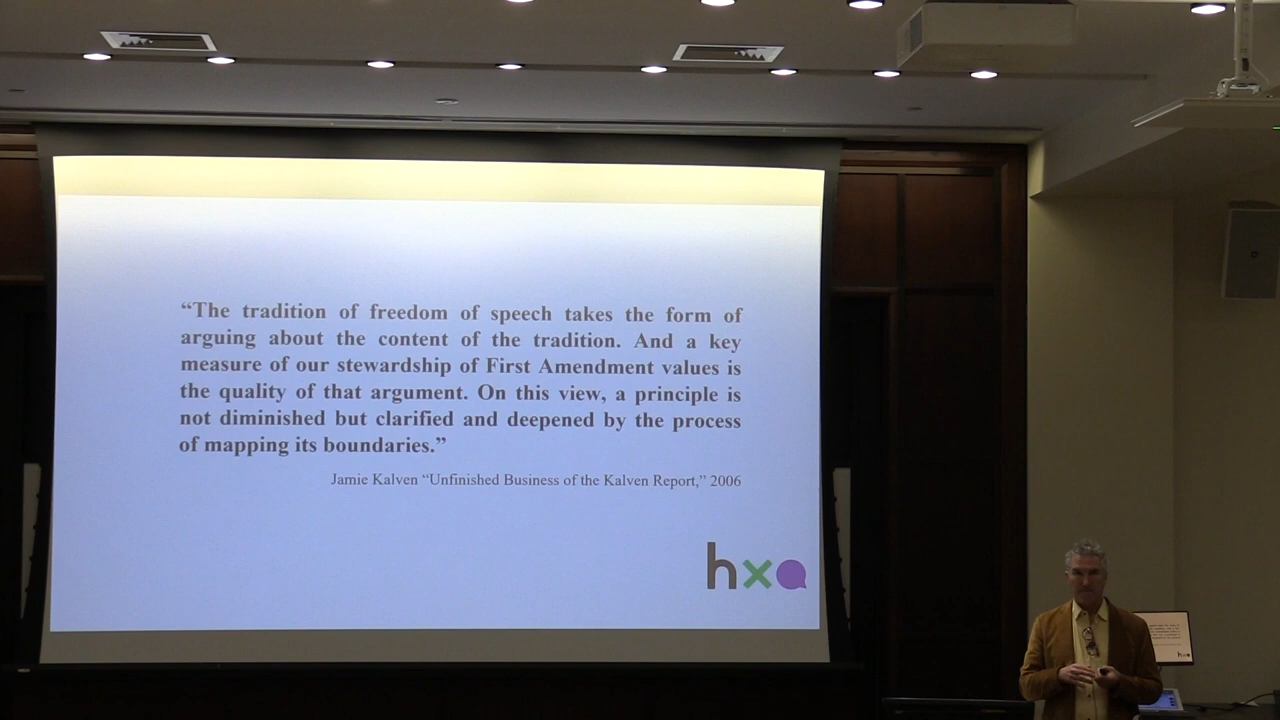 “The tradition of freedom of speech takes the form of
arguing about the content of the tradition. And a key
measure of our stewardship of First Amendment values is
the quality of that argument. On this view, a principle is
not diminished but clarified and deepened by the process
of mapping its boundaries.”
Jamie Kalven “Unfinished Business of the Kalven Report,” 2006
hxa
hxa